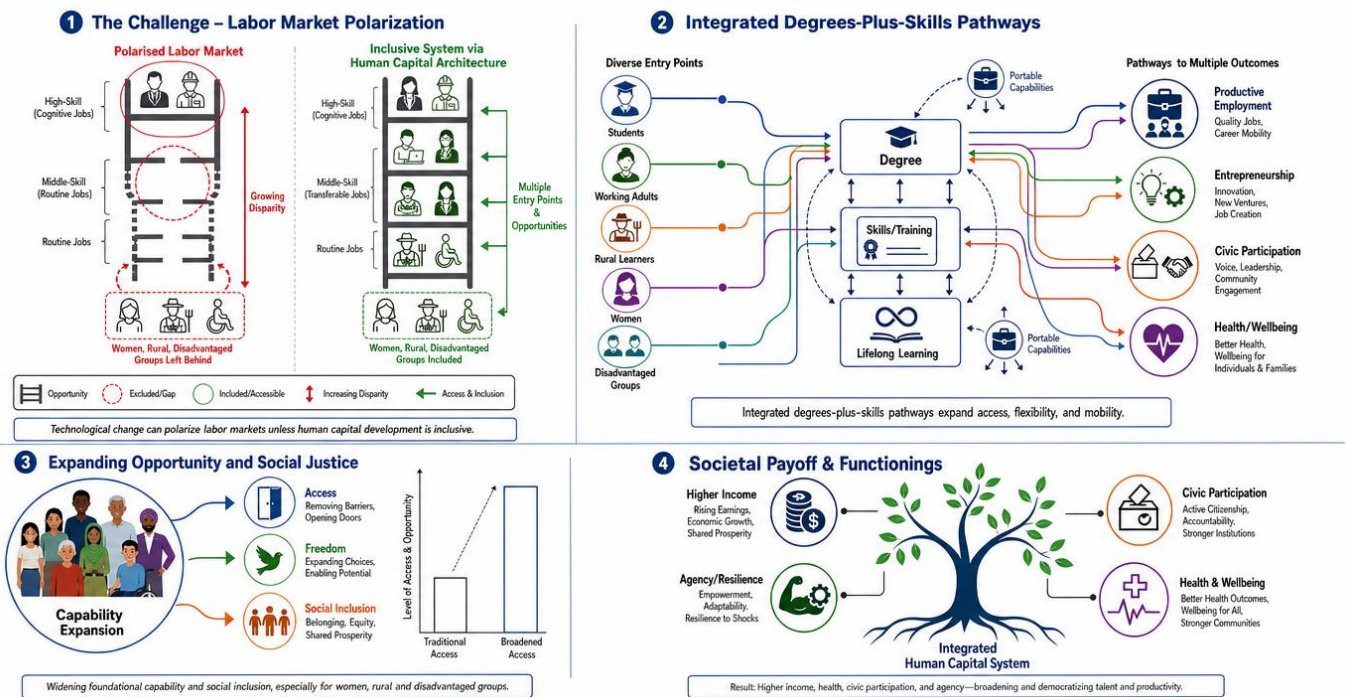 1 The Challenge – Labor Market Polarization
Polarised Labor Market
High-Skill
(Cognitive Jobs)
Middle-Skill
(Routine Jobs)
Routine Jobs
Growing
Disparity
Women, Rural, Disadvantaged
Groups Left Behind
Inclusive System via
Human Capital Architecture
High-Skill
(Cognitive Jobs)
Middle-Skill
(Transferable Jobs)
Routine Jobs
Multiple
Entry Points
&
Opportunities
Women, Rural, Disadvantaged
Groups Included
Opportunity
Excluded/Gap
Included/Accessible
Increasing Disparity
Access & Inclusion
Technological change can polarize labor markets unless human capital development is inclusive.
2 Integrated Degrees-Plus-Skills Pathways
Diverse Entry Points
Students
Working Adults
Rural Learners
Women
Disadvantaged
Groups
Portable
Capabilities
Degree
Skills/Training
Lifelong Learning
Portable
Capabilities
Pathways to Multiple Outcomes
Productive
Employment
Quality Jobs,
Career Mobility
Entrepreneurship
Innovation,
New Ventures,
Job Creation
Civic Participation
Voice, Leadership,
Community
Engagement
Health/Wellbeing
Better Health,
Wellbeing for
Individuals & Families
Integrated degrees-plus-skills pathways expand access, flexibility, and mobility.
3 Expanding Opportunity and Social Justice
Capability
Expansion
Access
Removing Barriers,
Opening Doors
Freedom
Expanding Choices,
Enabling Potential
Social Inclusion
Belonging, Equity,
Shared Prosperity
Level of Access & Opportunity
Traditional
Access
Broadened
Access
Widening foundational capability and social inclusion, especially for women, rural and disadvantaged groups.
4 Societal Payoff & Functionings
Higher Income
Rising Earnings,
Economic Growth,
Shared Prosperity
$
Agency/Resilience
Empowerment,
Adaptability,
Resilience to Shocks
Civic Participation
Active Citizenship,
Accountability,
Stronger Institutions
Health & Wellbeing
Better Health Outcomes,
Wellbeing for All,
Stronger Communities
Integrated
Human Capital System
Result: Higher income, health, civic participation, and agency—broadening and democratizing talent and productivity.